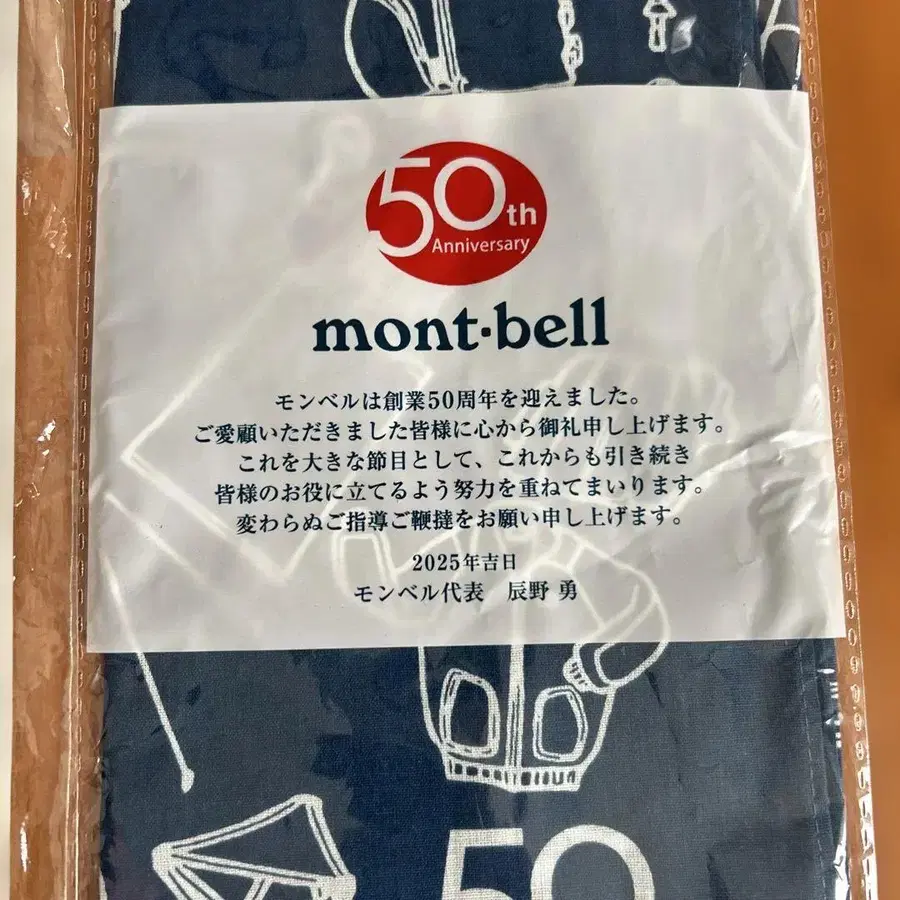 50th
Anniversary
mont·bell
モンベルは創業50周年を迎えました。
ご愛顧いただきました皆様に心から御礼申し上げます。
これを大きな節目として、これからも引き続き
皆様のお役に立てるよう努力を重ねてまいります。
変わらぬご指導ご鞭撻をお願い申し上げます。
2025年吉日
モンベル代表 辰野 勇
50